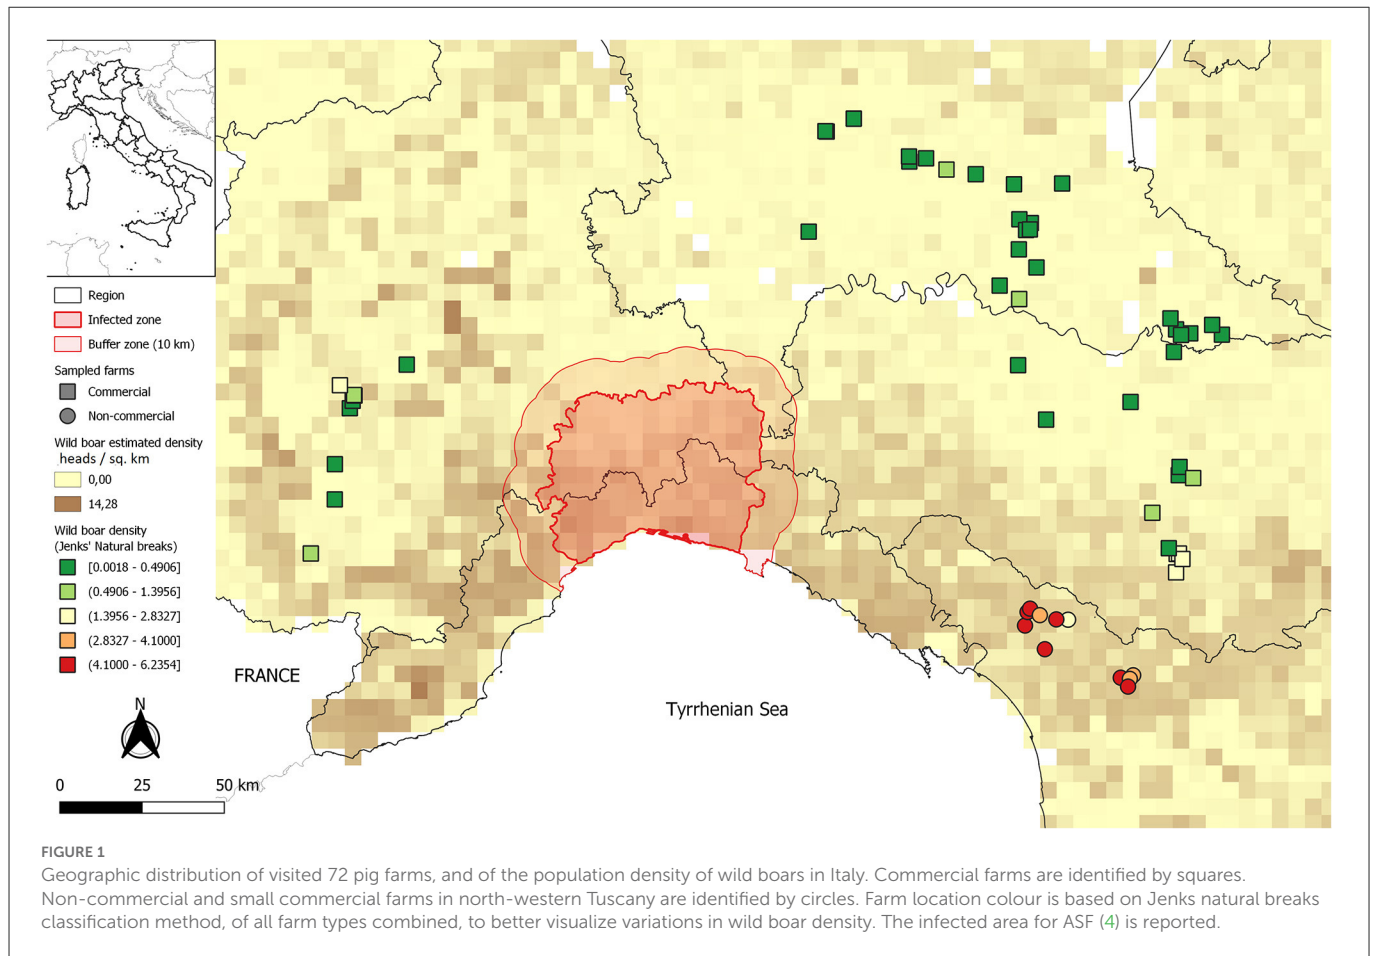 Region
Infected zone
Buffer zone (10 km)
Sampled farms
Commercial
Non-commercial
Wild boar estimated density
heads / sq. km
0,00
14,28
Wild boar density
(Jenks' Natural breaks)
[0.0018 - 0.4906]
(0.4906 - 1.3956]
(1.3956 - 2.8327]
(2.8327 - 4.1000]
(4.1000 - 6.2354]
FRANCE
Tyrrhenian Sea
N
0 25 50 km
FIGURE 1
Geographic distribution of visited 72 pig farms, and of the population density of wild boars in Italy. Commercial farms are identified by squares.
Non-commercial and small commercial farms in north-western Tuscany are identified by circles. Farm location colour is based on Jenks natural breaks
classification method, of all farm types combined, to better visualize variations in wild boar density. The infected area for ASF (4) is reported.